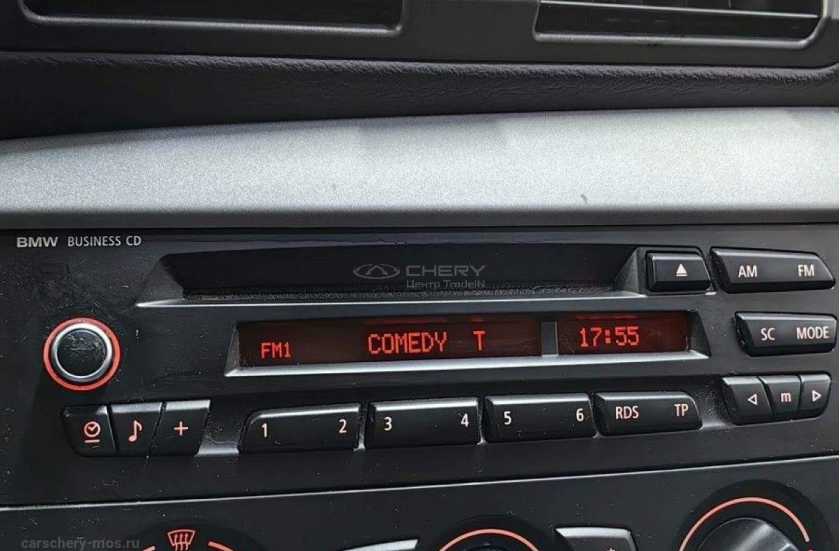 BMW BUSINESS CD
CHERY
Центр TradeIN
AM FM
FM1 COMEDY T 17:55
SC MODE
1 2 3 4 5 6 RDS TP m
carschery-mos.ru